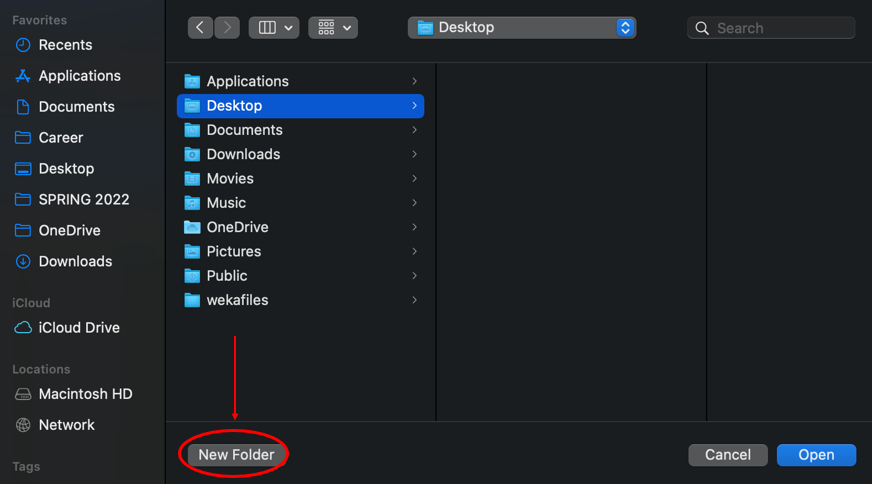 Favorites
Recents
Applications
Documents
Career
Desktop
SPRING 2022
OneDrive
Downloads
iCloud
iCloud Drive
Locations
Macintosh HD
Network
Tags
Desktop
Search
Applications
Desktop
Documents
Downloads
Movies
Music
OneDrive
Pictures
Public
wekafiles
New Folder
Cancel
Open